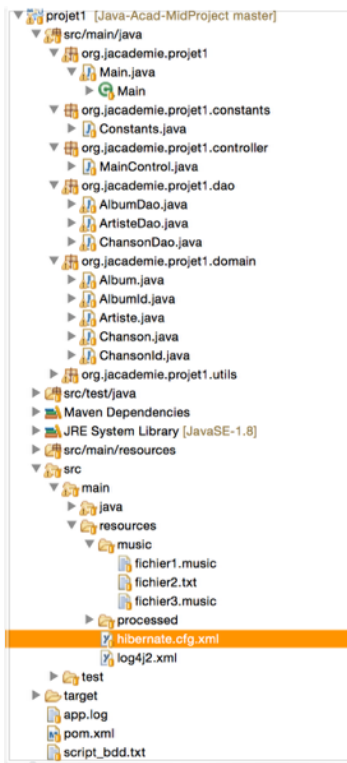 projet1 [Java-Acad-MidProject master]
src/main/java
org.jacademie.projet1
Main.java
Main
org.jacademie.projet1.constants
Constants.java
org.jacademie.projet1.controller
MainControl.java
org.jacademie.projet1.dao
AlbumDao.java
ArtisteDao.java
ChansonDao.java
org.jacademie.projet1.domain
Album.java
AlbumId.java
Artiste.java
Chanson.java
ChansonId.java
org.jacademie.projet1.utils
src/test/java
Maven Dependencies
JRE System Library [JavaSE-1.8]
src/main/resources
src
main
java
resources
music
fichier1.music
fichier2.txt
fichier3.music
processed
hibernate.cfg.xml
log4j2.xml
test
target
app.log
pom.xml
script_bdd.txt